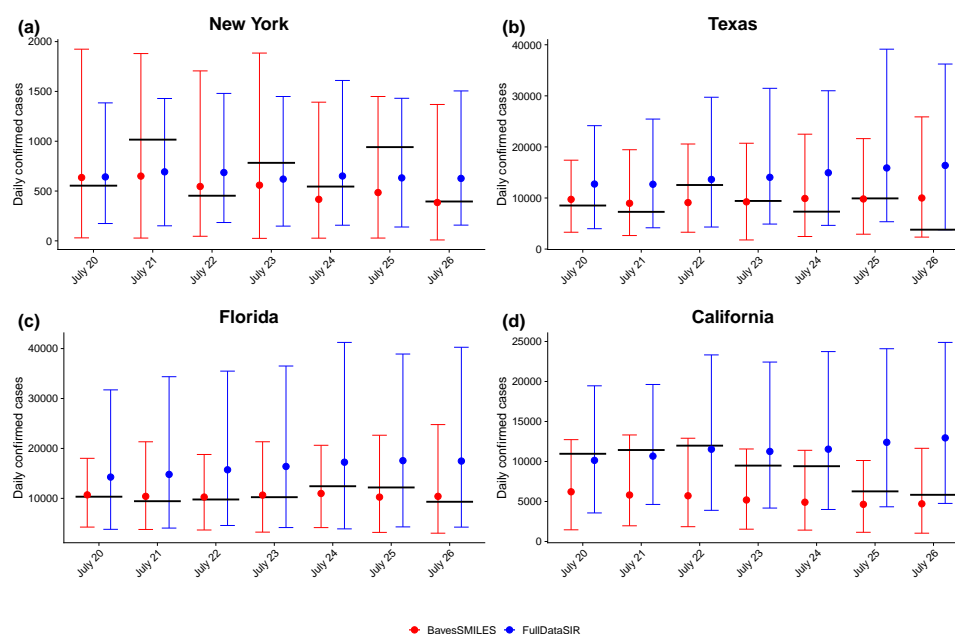 (a) New York
Daily confirmed cases
2000
1500
1000
500
0
July 20 July 21 July 22 July 23 July 24 July 25 July 26
(b) Texas
Daily confirmed cases
40000
30000
20000
10000
0
July 20 July 21 July 22 July 23 July 24 July 25 July 26
(c) Florida
Daily confirmed cases
40000
30000
20000
10000
July 20 July 21 July 22 July 23 July 24 July 25 July 26
(d) California
Daily confirmed cases
25000
20000
15000
10000
5000
0
July 20 July 21 July 22 July 23 July 24 July 25 July 26
BayesSMILES FullDataSIR